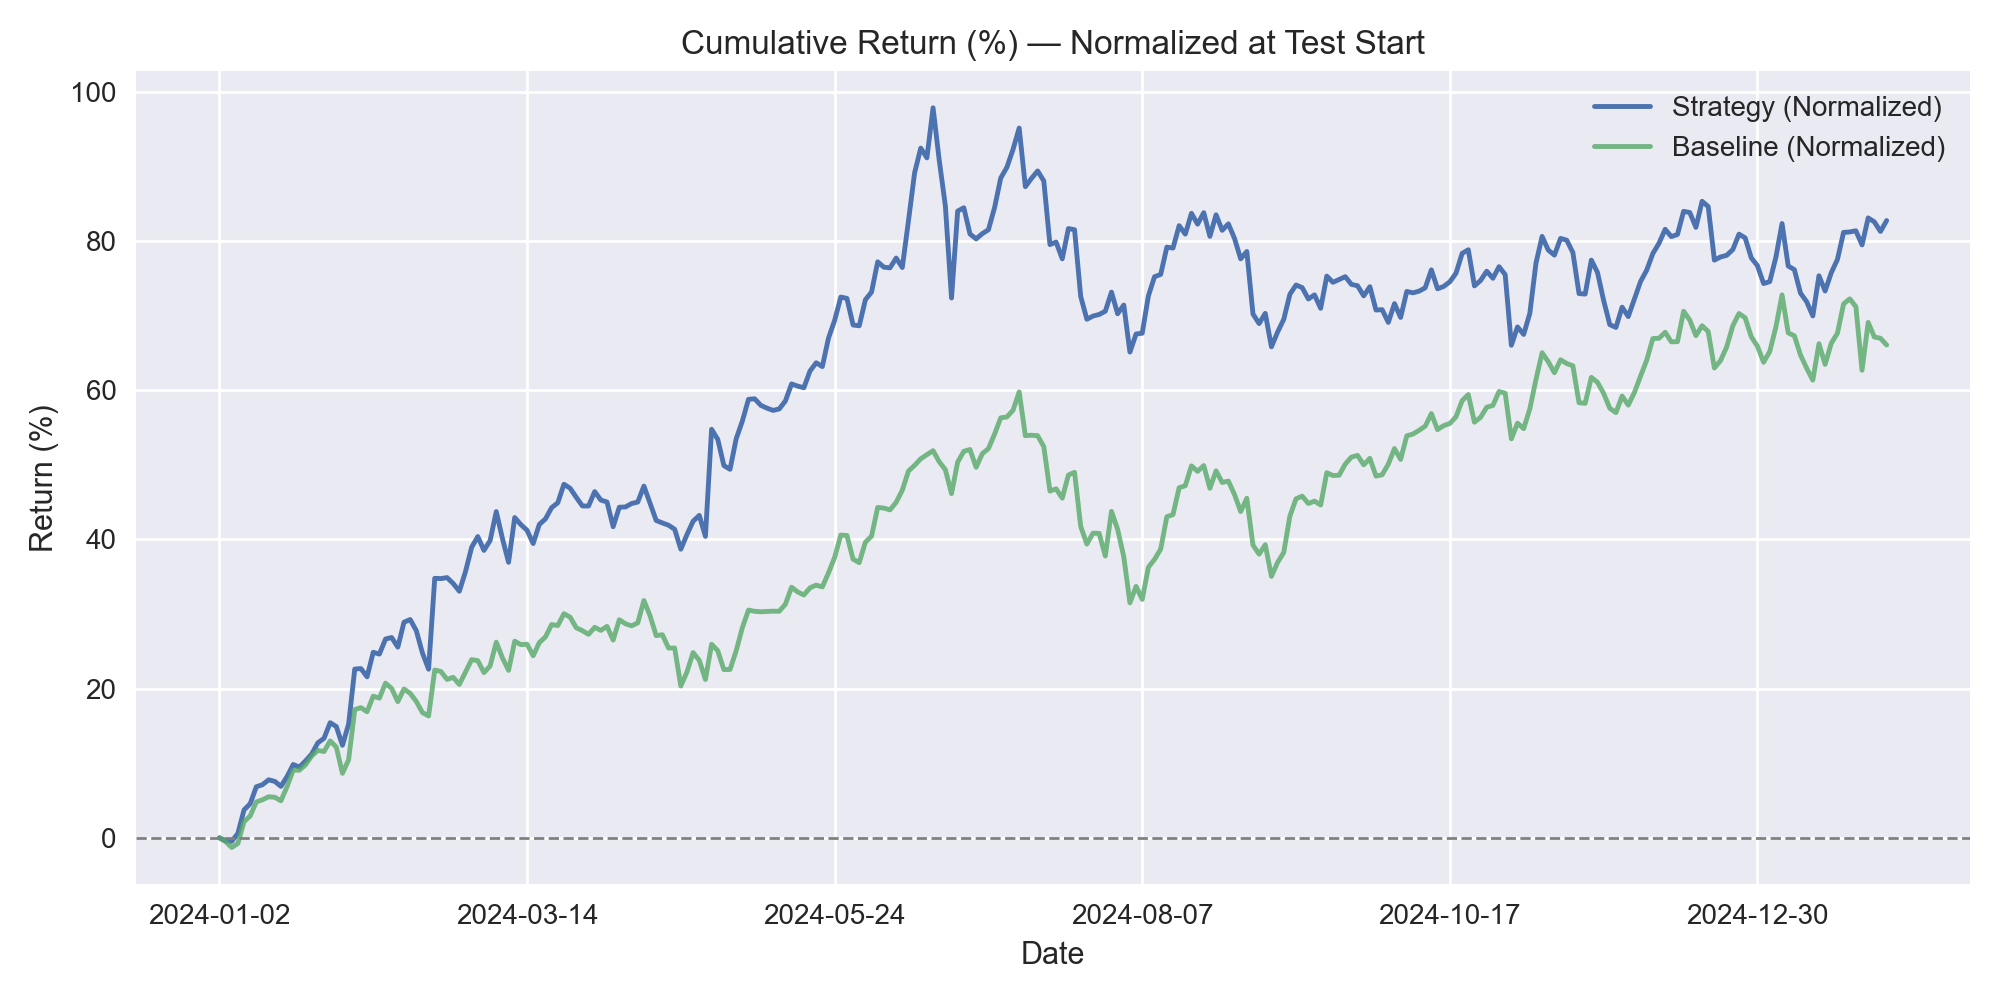 Cumulative Return (%) — Normalized at Test Start
Strategy (Normalized)
Baseline (Normalized)
Return (%)
100
80
60
40
20
0
2024-01-02
2024-03-14
2024-05-24
2024-08-07
2024-10-17
2024-12-30
Date